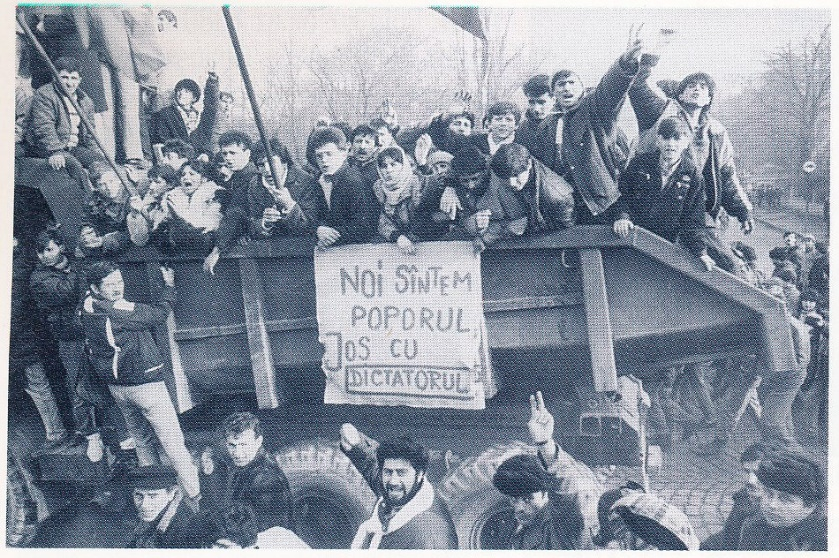 NOI SÎNTEM
POPORUL,
JOS CU
DICTATORUL